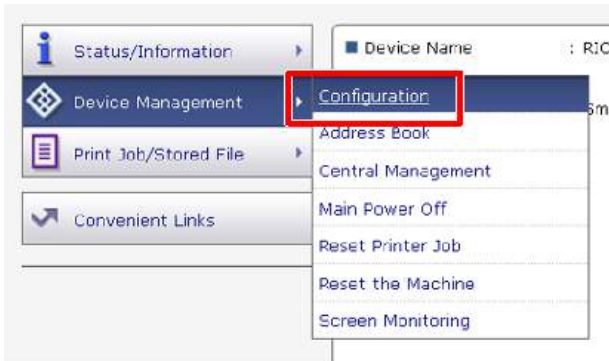 Status/Information
Device Name : RIC
Device Management
Configuration
Address Book
Print Job/Stored File
Central Management
Main Power Off
Convenient Links
Reset Printer Job
Reset the Machine
Screen Monitoring